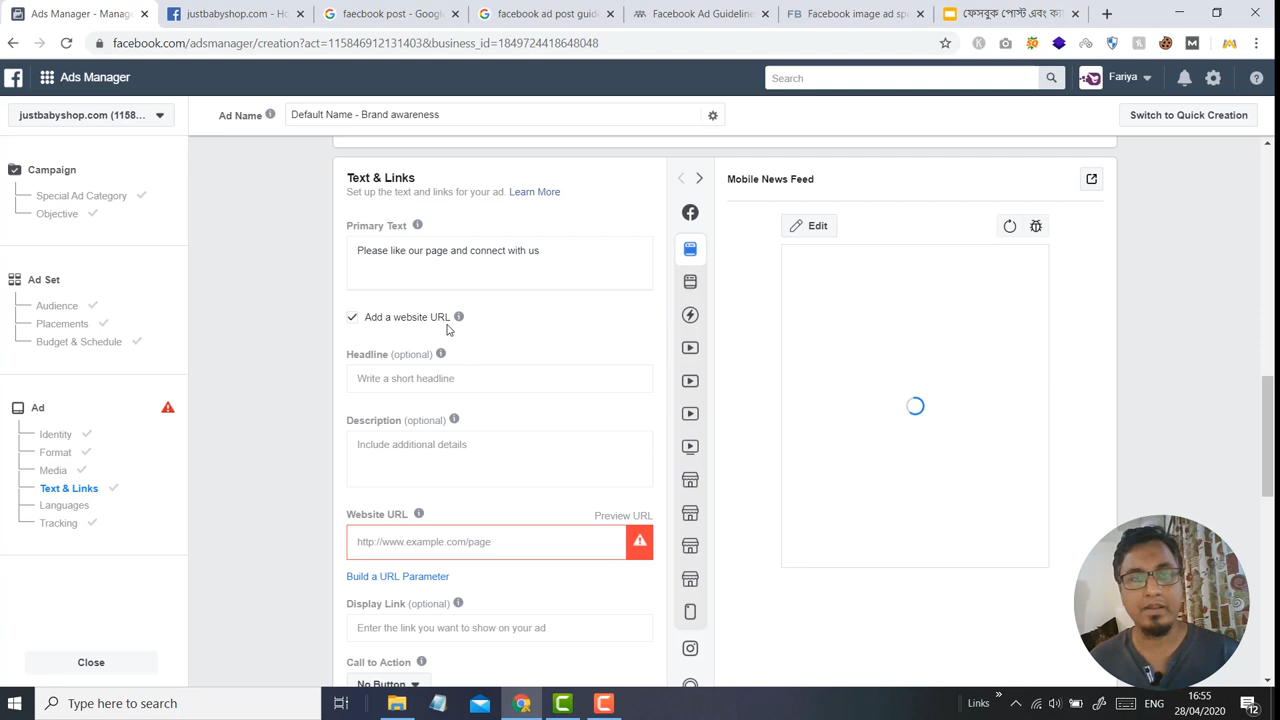 Ads Manager - Manag
justbabyshop.com - Ho
faecbook post - Google
facebook ad post guid
Facebook Ad Guideline
Facebook image ad sp
ফেসবুক পোস্ট এবং ক্য
facebook.com/adsmanager/creation?act=1158469121314038&business_id=1849724418648048
Ads Manager
Search
Fariya
justbabyshop.com (1158...
Ad Name
Default Name - Brand awareness
Switch to Quick Creation
Campaign
Special Ad Category
Objective
Ad Set
Audience
Placements
Budget & Schedule
Ad
Identity
Format
Media
Text & Links
Languages
Tracking
Close
Text & Links
Set up the text and links for your ad. Learn More
Primary Text
Please like our page and connect with us
Add a website URL
Headline (optional)
Write a short headline
Description (optional)
Include additional details
Website URL
Preview URL
http://www.example.com/page
Build a URL Parameter
Display Link (optional)
Enter the link you want to show on your ad
Call to Action
No Button
Mobile News Feed
Edit
Type here to search
Links
ENG
16:55
28/04/2020